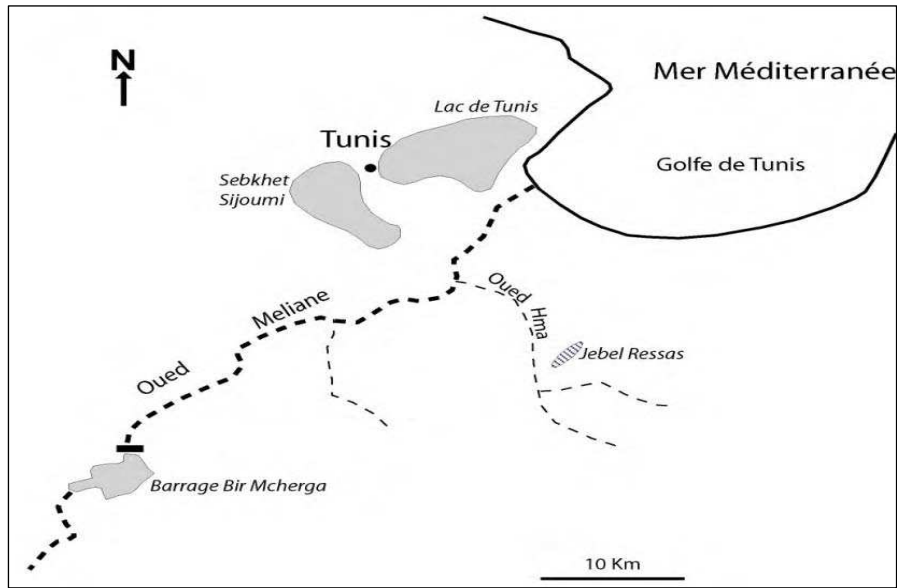 N
Mer Méditerranée
Lac de Tunis
Tunis
Golfe de Tunis
Sebkhet
Sijoumi
Oued Hma
Oued Meliane
Jebel Ressas
Barrage Bir Mcherga
10 Km